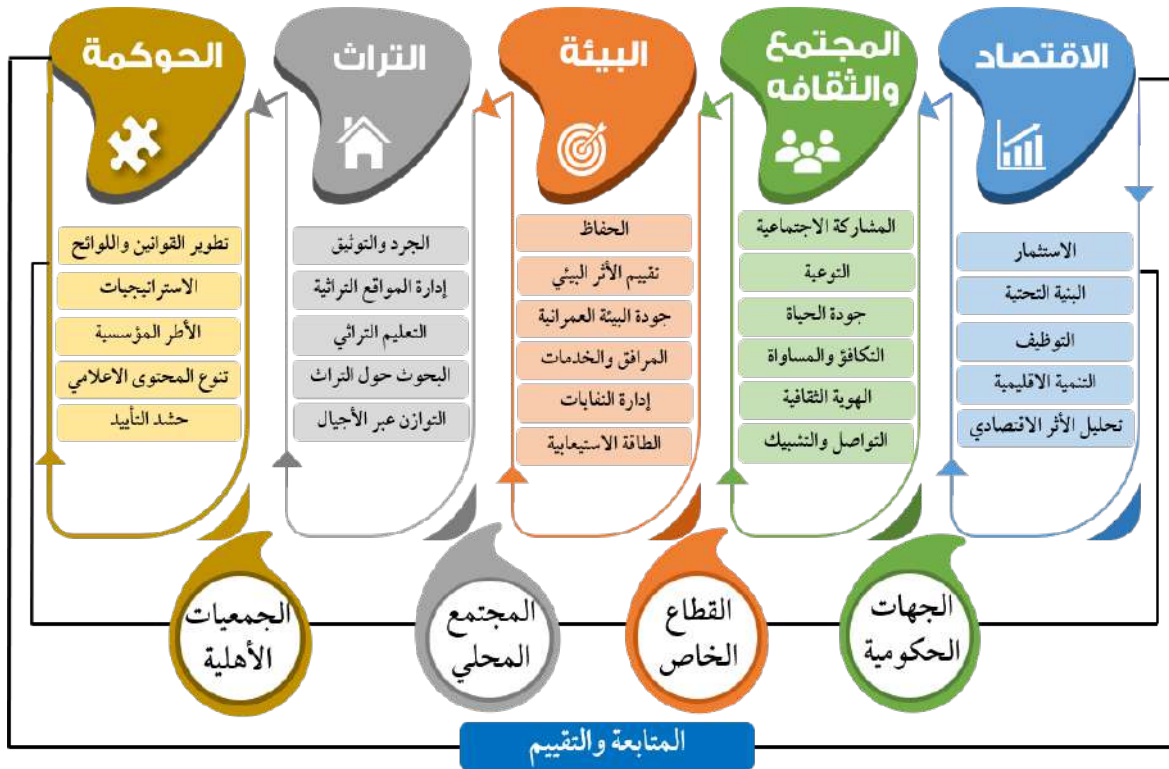 الاقتصاد
الاستثمار
البنية التحتية
التوظيف
التنمية الاقليمية
تحليل الأثر الاقتصادي
المجتمع
والثقافه
المشاركة الاجتماعية
التوعية
جودة الحياة
التكافؤ والمساواة
الهوية الثقافية
التواصل والتشبيك
البيئة
الحفاظ
تقييم الأثر البيئي
جودة البيئة العمرانية
المرافق والخدمات
إدارة النفايات
الطاقة الاستيعابية
التراث
الجرد والتوثيق
إدارة المواقع التراثية
التعليم التراثي
البحوث حول التراث
التوازن عبر الأجيال
الحوكمة
تطوير القوانين واللوائح
الاستراتيجيات
الأطر المؤسسية
تنوع المحتوى الاعلامي
حشد التأييد
الجهات
الحكومية
القطاع
الخاص
المجتمع
المحلي
الجمعيات
الأهلية
المتابعة والتقييم